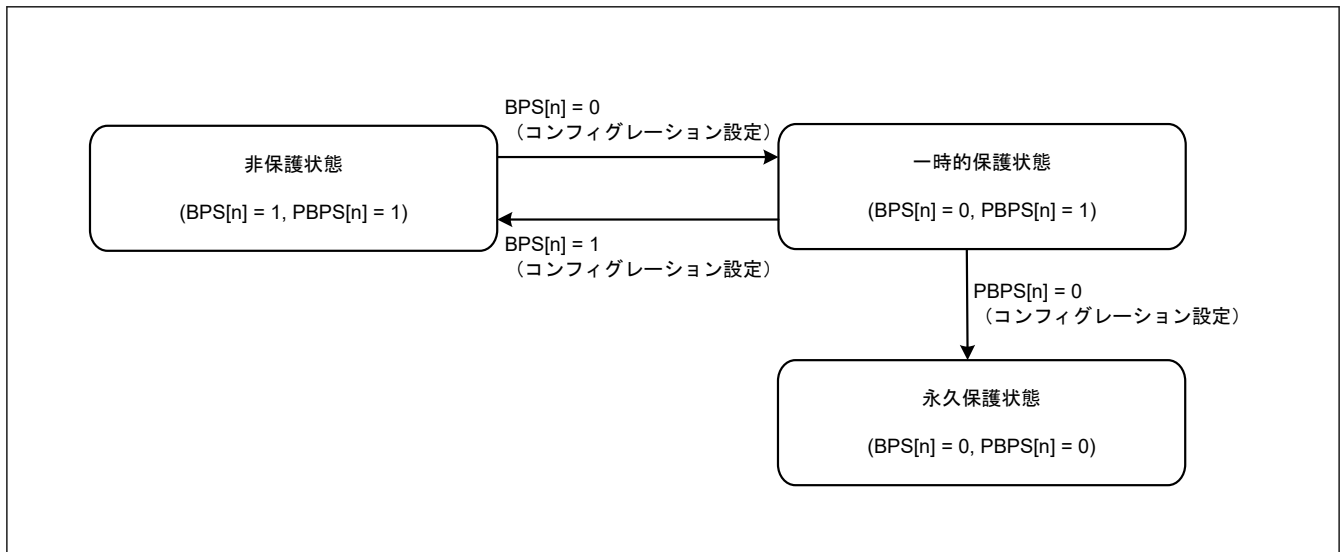 BPS[n] = 0
（コンフィグレーション設定）
非保護状態
(BPS[n] = 1, PBPS[n] = 1)
一時的保護状態
(BPS[n] = 0, PBPS[n] = 1)
BPS[n] = 1
（コンフィグレーション設定）
PBPS[n] = 0
（コンフィグレーション設定）
永久保護状態
(BPS[n] = 0, PBPS[n] = 0)